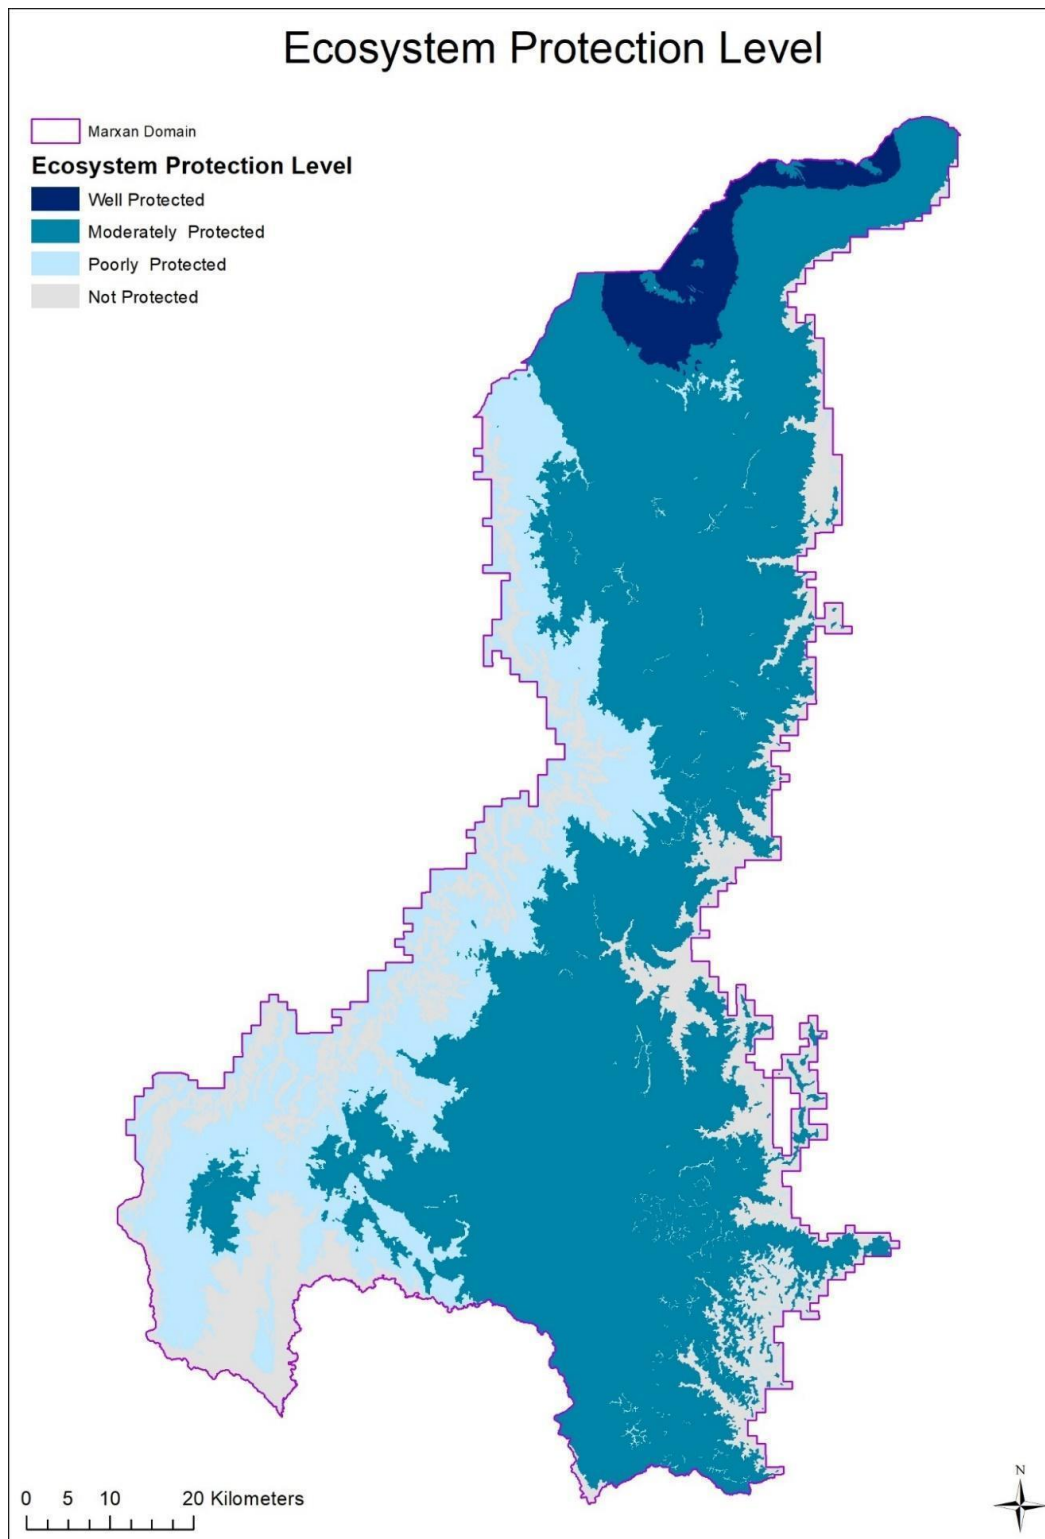 Ecosystem Protection Level
Marxan Domain
Ecosystem Protection Level
Well Protected
Moderately Protected
Poorly Protected
Not Protected
0 5 10 20 Kilometers
N